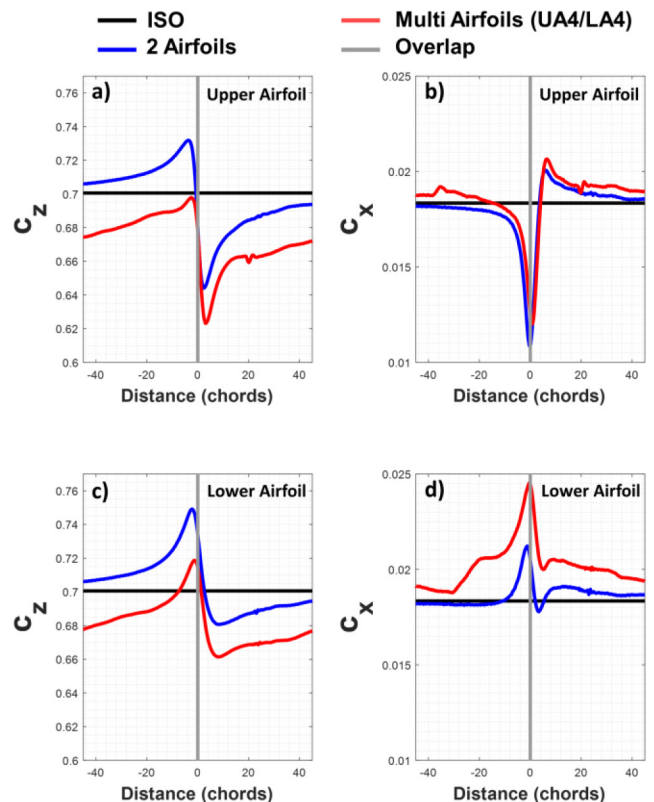 ISO
Multi Airfoils (UA4/LA4)
2 Airfoils
Overlap
a)
Upper Airfoil
0.76
0.74
0.72
0.7
0.68
0.66
0.64
0.62
0.6
Cz
-40 -20 0 20 40
Distance (chords)
b)
Upper Airfoil
0.025
0.02
0.015
0.01
Cx
-40 -20 0 20 40
Distance (chords)
c)
Lower Airfoil
0.76
0.74
0.72
0.7
0.68
0.66
0.64
0.62
0.6
Cz
-40 -20 0 20 40
Distance (chords)
d)
Lower Airfoil
0.025
0.02
0.015
0.01
Cx
-40 -20 0 20 40
Distance (chords)